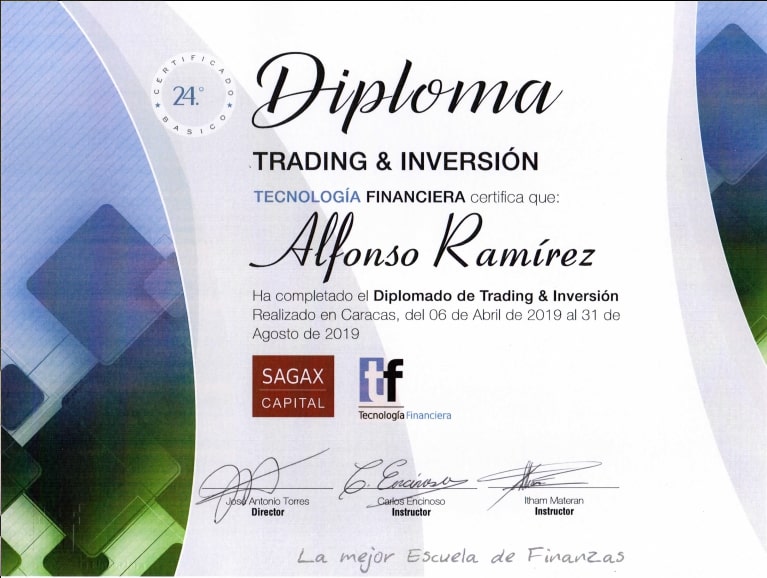 CERTIFICADO
24.°
BASICO
Diploma
TRADING & INVERSIÓN
TECNOLOGÍA FINANCIERA certifica que:
Alfonso Ramírez
Ha completado el Diplomado de Trading & Inversión
Realizado en Caracas, del 06 de Abril de 2019 al 31 de
Agosto de 2019
SAGAX
CAPITAL
tf
Tecnología Financiera
C. Encinoso
José Antonio Torres
Director
Carlos Encinoso
Instructor
Itham Materan
Instructor
La mejor Escuela de Finanzas